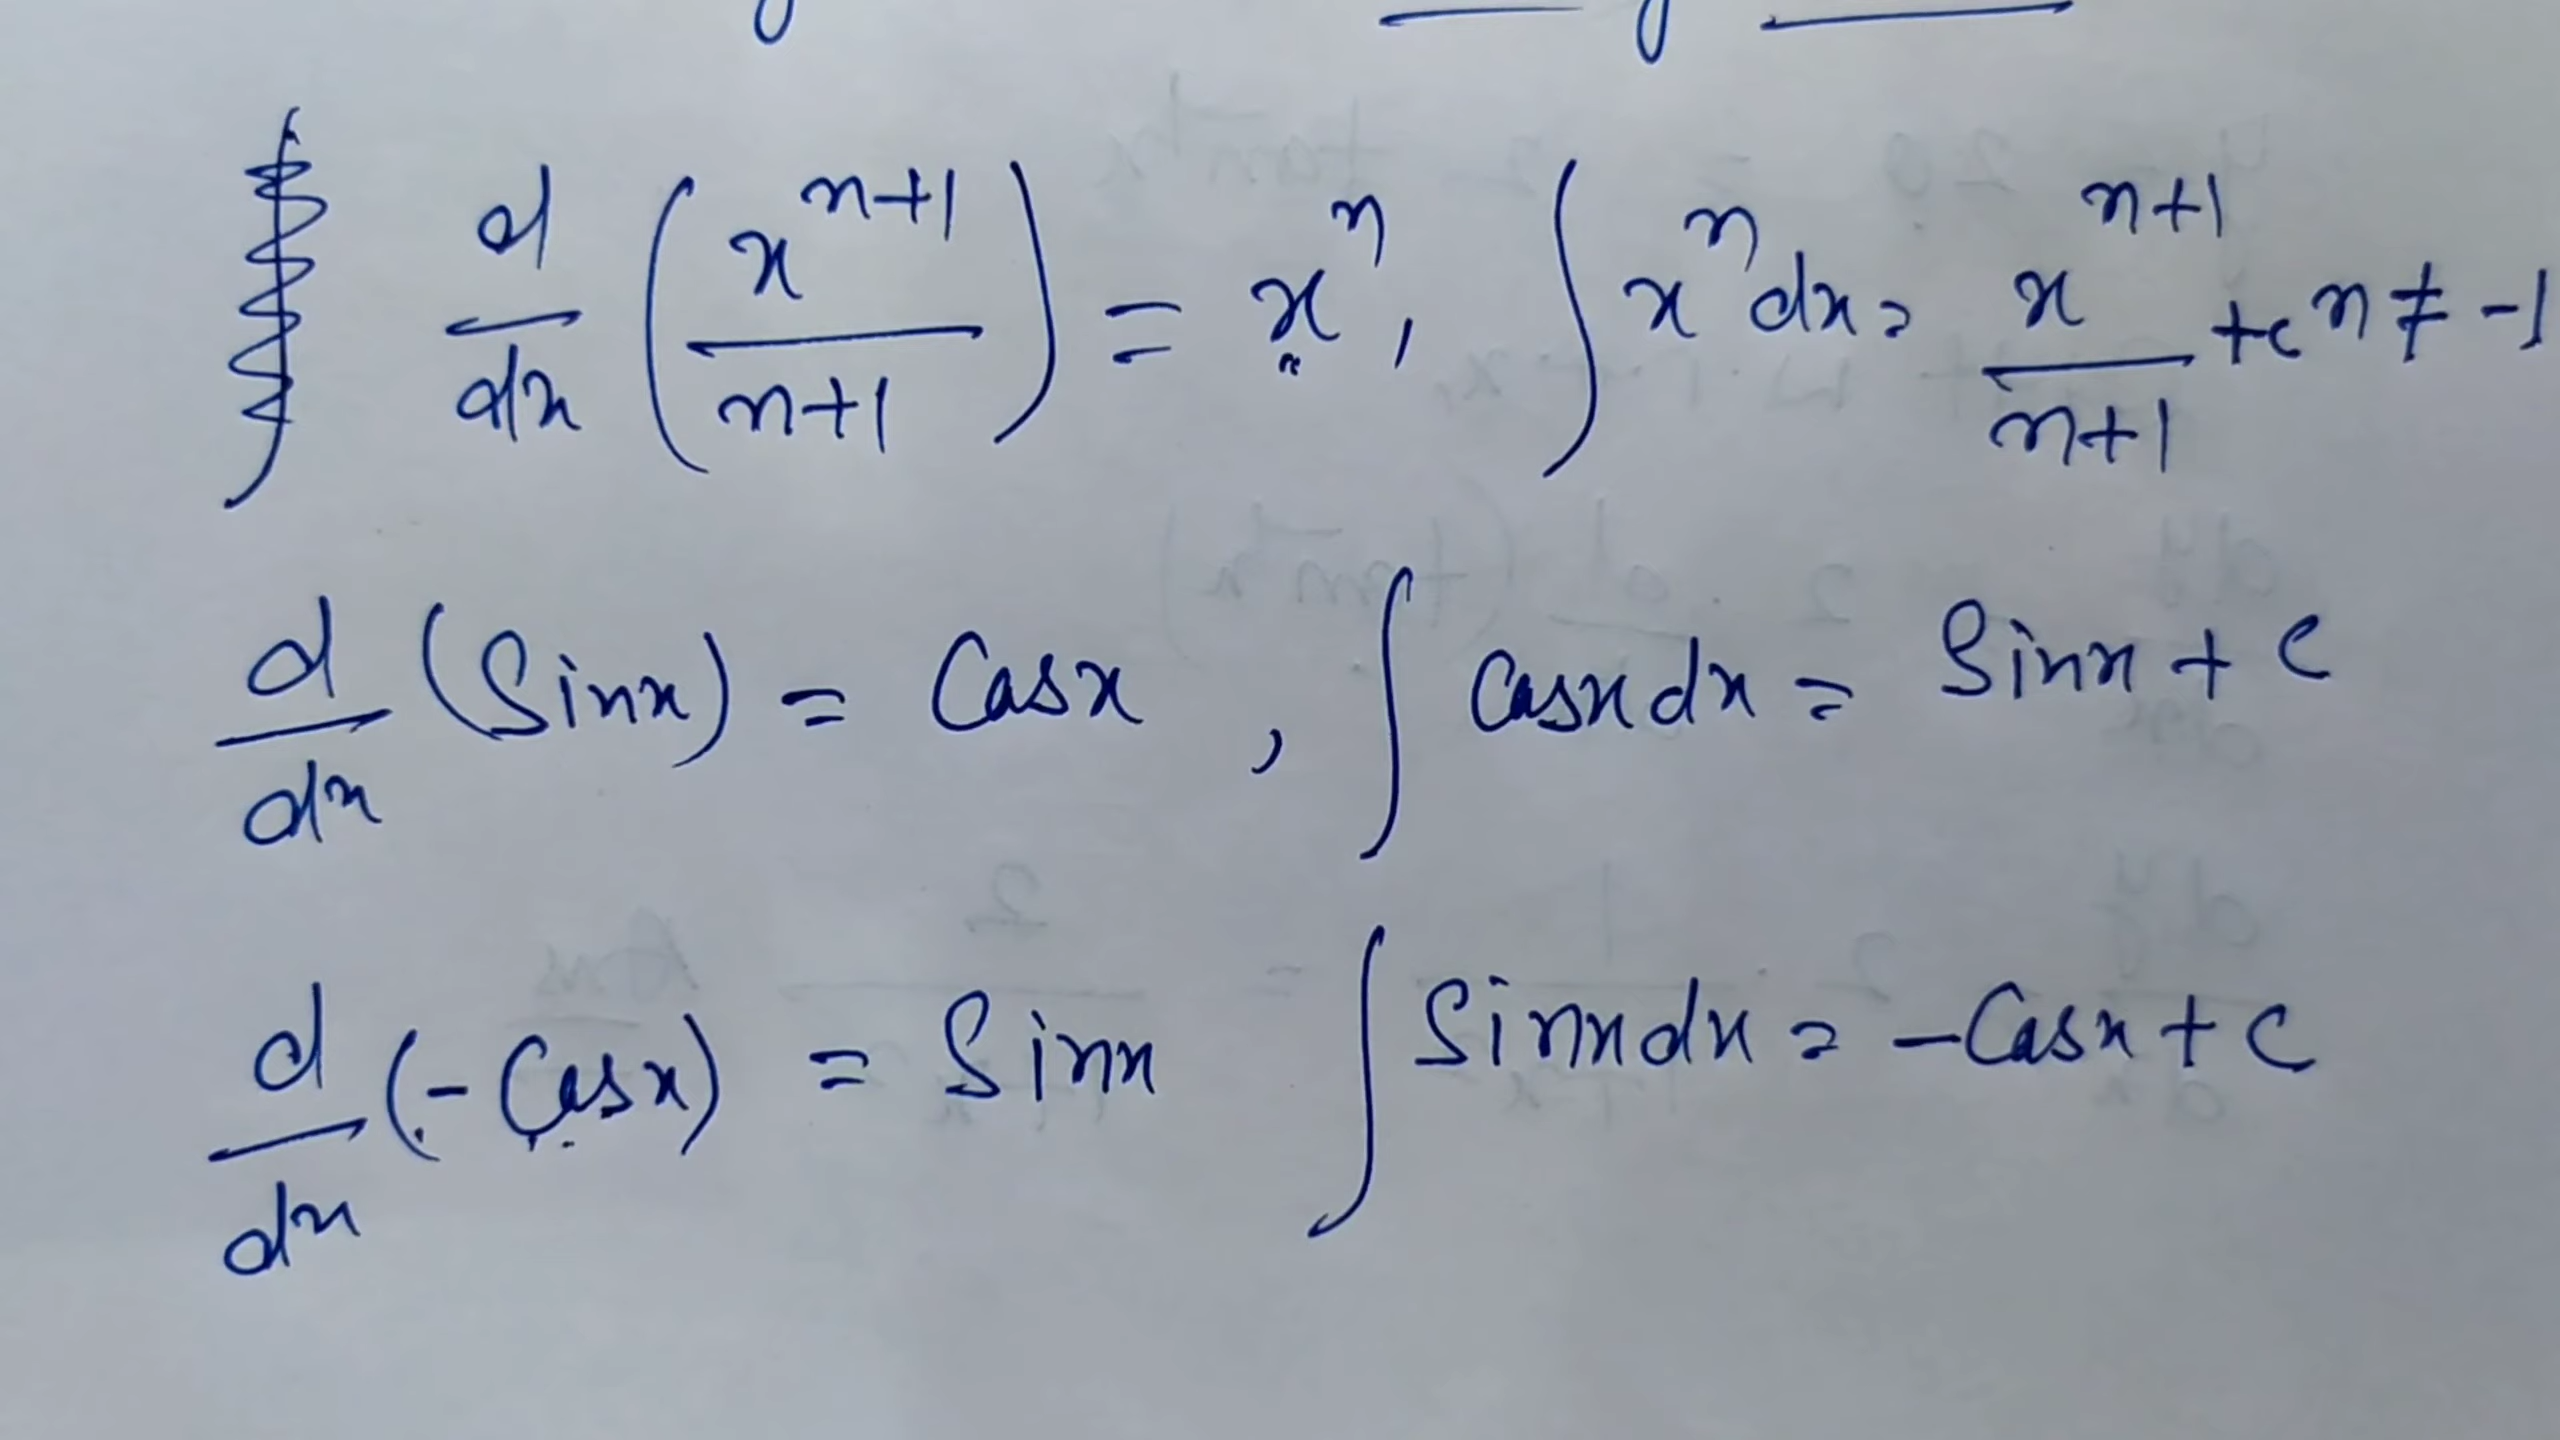 d/dx (x^(n+1)/(n+1)) = x^n, ∫x^n dx = x^(n+1)/(n+1) + c n ≠ -1
d/dx (Sinx) = Cosx, ∫Cosx dx = Sinx + c
d/dx (-Cosx) = Sinx ∫Sinx dx = -Cosx + c